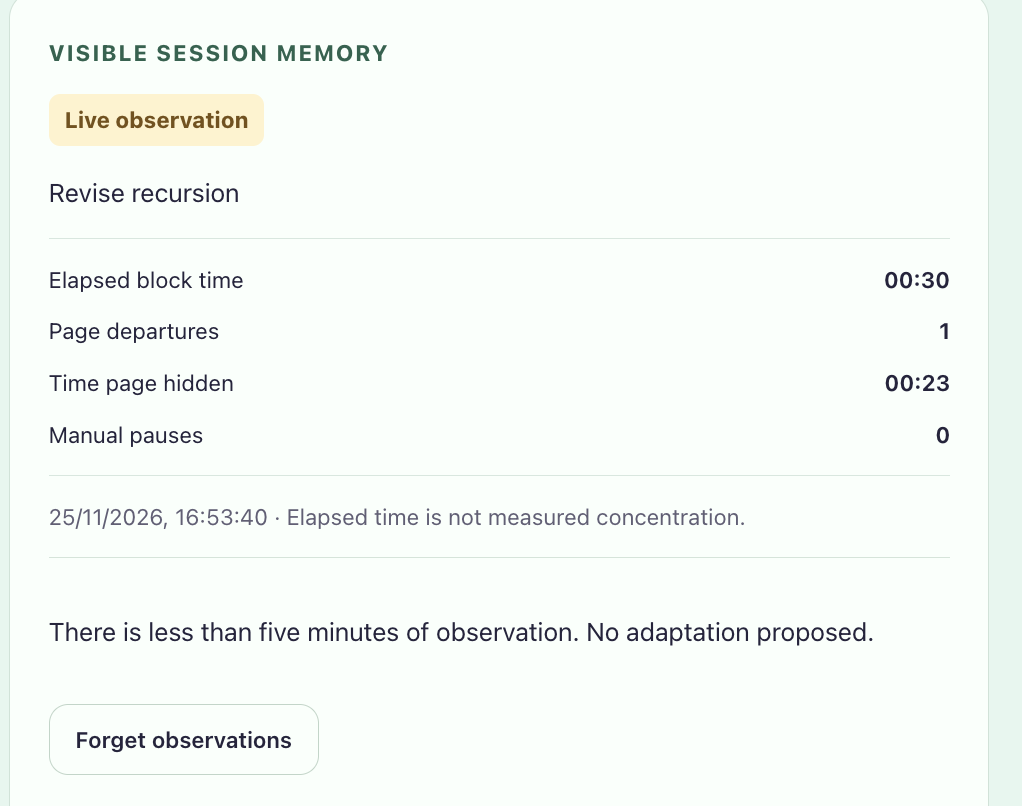 VISIBLE SESSION MEMORY
Live observation
Revise recursion
Elapsed block time 00:30
Page departures 1
Time page hidden 00:23
Manual pauses 0
25/11/2026, 16:53:40 · Elapsed time is not measured concentration.
There is less than five minutes of observation. No adaptation proposed.
Forget observations